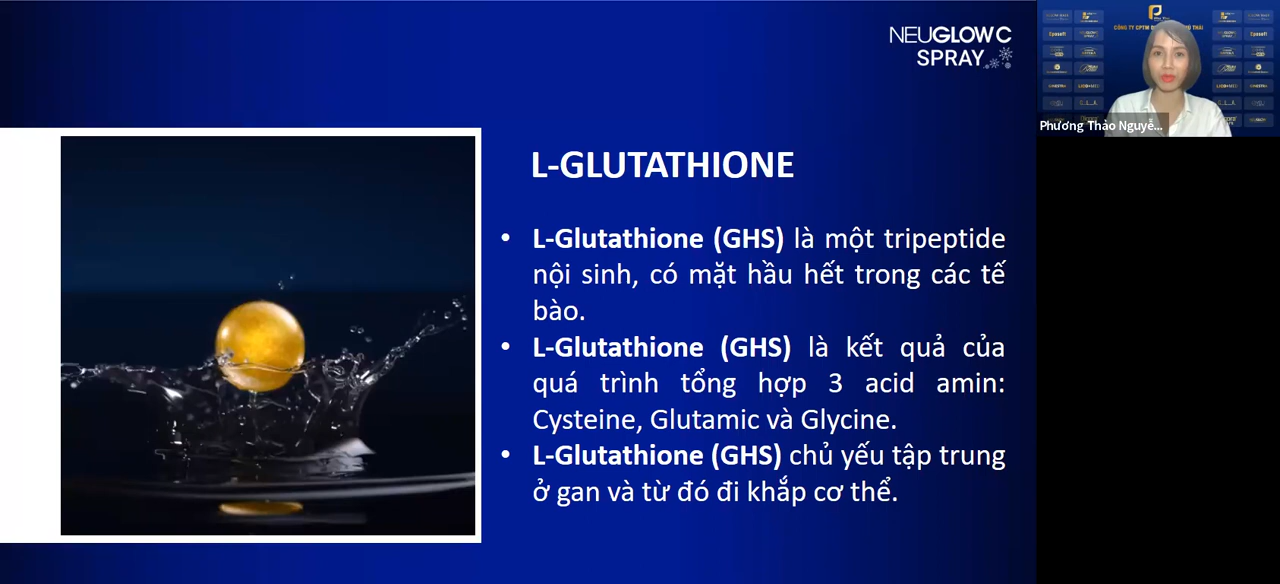 NEUGLOW C
SPRAY
L-GLUTATHIONE
• L-Glutathione (GHS) là một tripeptide
nội sinh, có mặt hầu hết trong các tế
bào.
• L-Glutathione (GHS) là kết quả của
quá trình tổng hợp 3 acid amin:
Cysteine, Glutamic và Glycine.
• L-Glutathione (GHS) chủ yếu tập trung
ở gan và từ đó đi khắp cơ thể.
Phương Thảo Nguyễ...